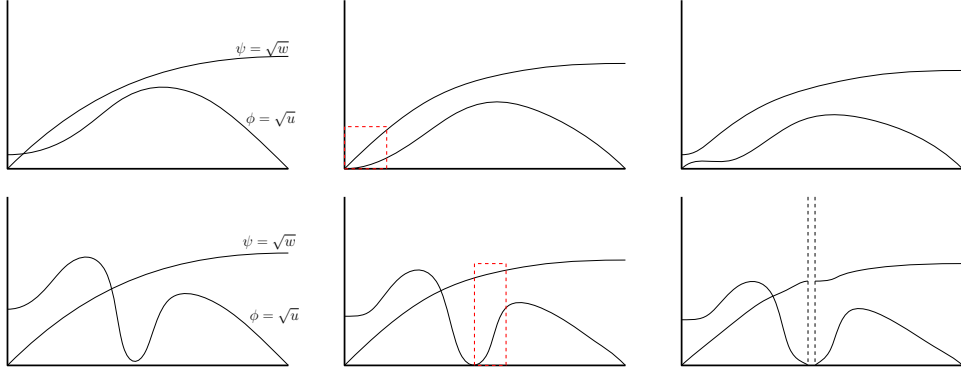 ψ = √w
ϕ = √u
ψ = √w
ϕ = √u